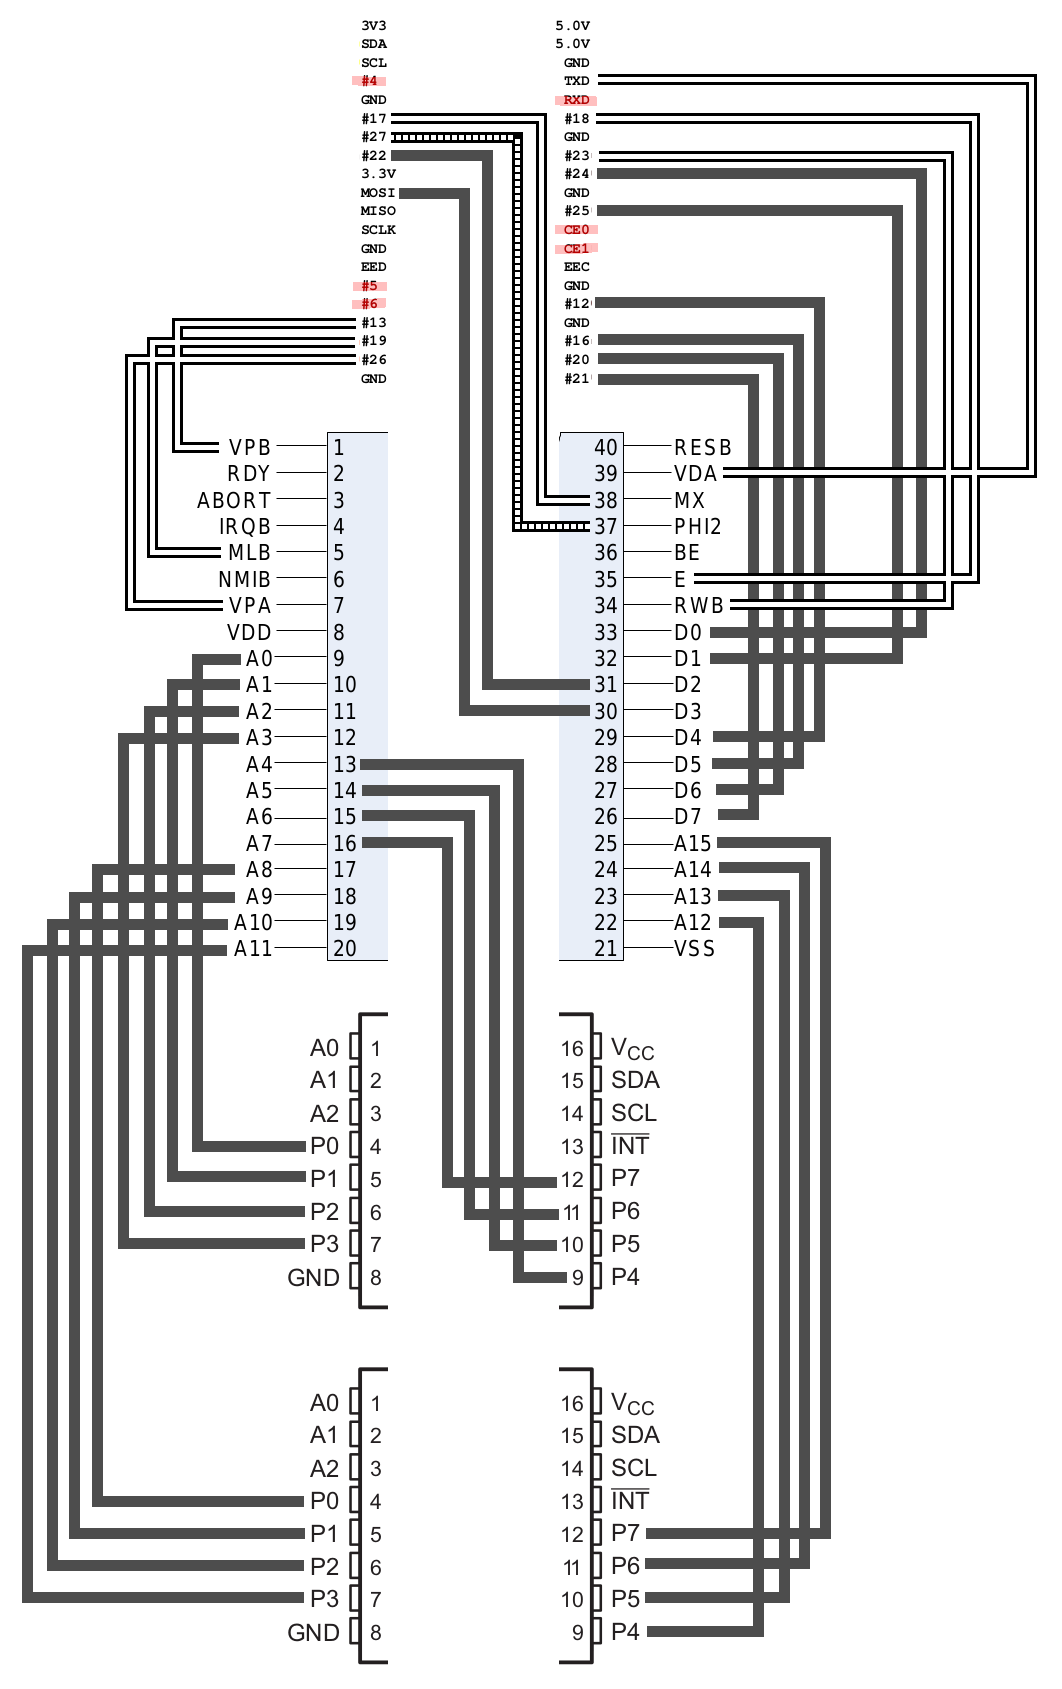 3V3 5.0V
SDA 5.0V
SCL GND
#4 TXD
GND RXD
#17 #18
#27 GND
#22 #23
3.3V #24
MOSI GND
MISO #25
SCLK CE0
GND CE1
EED EEC
#5 GND
#6 #12
#13 GND
#19 #16
#26 #20
GND #21
VPB 1 40 RESB
RDY 2 39 VDA
ABORT 3 38 MX
IRQB 4 37 PHI2
MLB 5 36 BE
NMIB 6 35 E
VPA 7 34 RWB
VDD 8 33 D0
A0 9 32 D1
A1 10 31 D2
A2 11 30 D3
A3 12 29 D4
A4 13 28 D5
A5 14 27 D6
A6 15 26 D7
A7 16 25 A15
A8 17 24 A14
A9 18 23 A13
A10 19 22 A12
A11 20 21 VSS
A0 1 16 VCC
A1 2 15 SDA
A2 3 14 SCL
P0 4 13 INT
P1 5 12 P7
P2 6 11 P6
P3 7 10 P5
GND 8 9 P4
A0 1 16 VCC
A1 2 15 SDA
A2 3 14 SCL
P0 4 13 INT
P1 5 12 P7
P2 6 11 P6
P3 7 10 P5
GND 8 9 P4